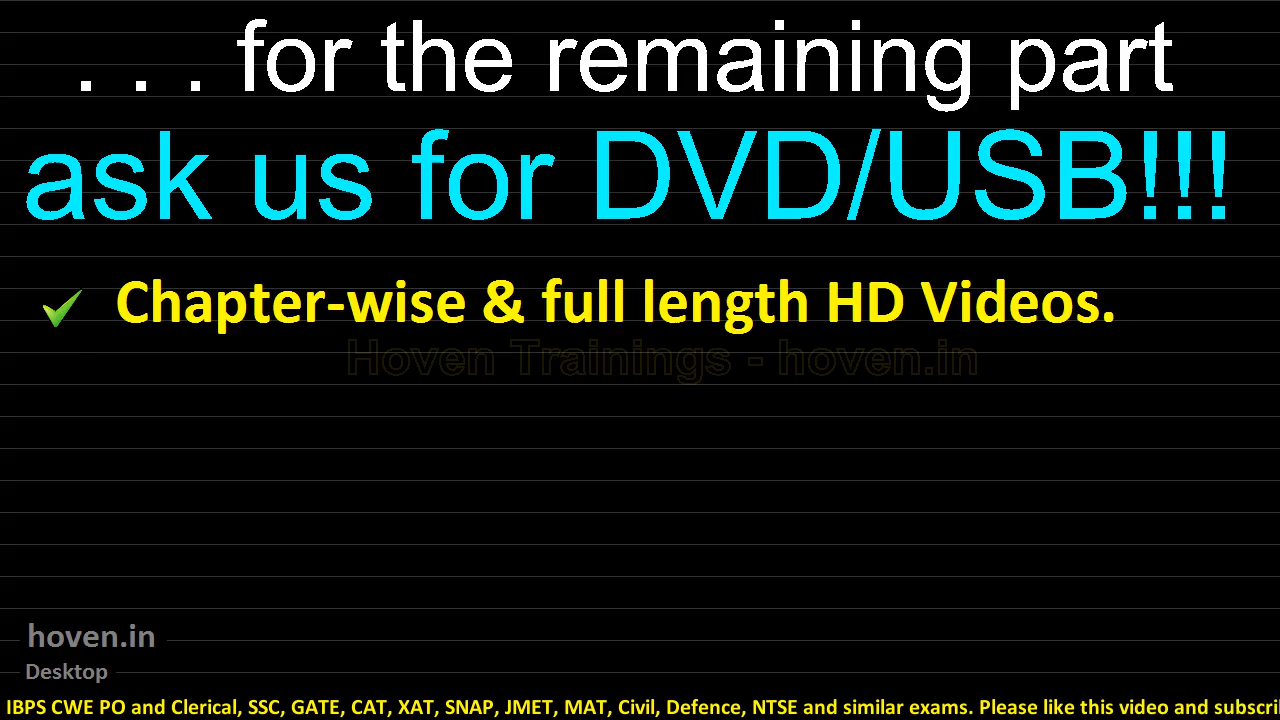 . . . for the remaining part
ask us for DVD/USB!!!
Chapter-wise & full length HD Videos.
Hoven Trainings - hoven.in
hoven.in
Desktop
IBPS CWE PO and Clerical, SSC, GATE, CAT, XAT, SNAP, JMET, MAT, Civil, Defence, NTSE and similar exams. Please like this video and subscri